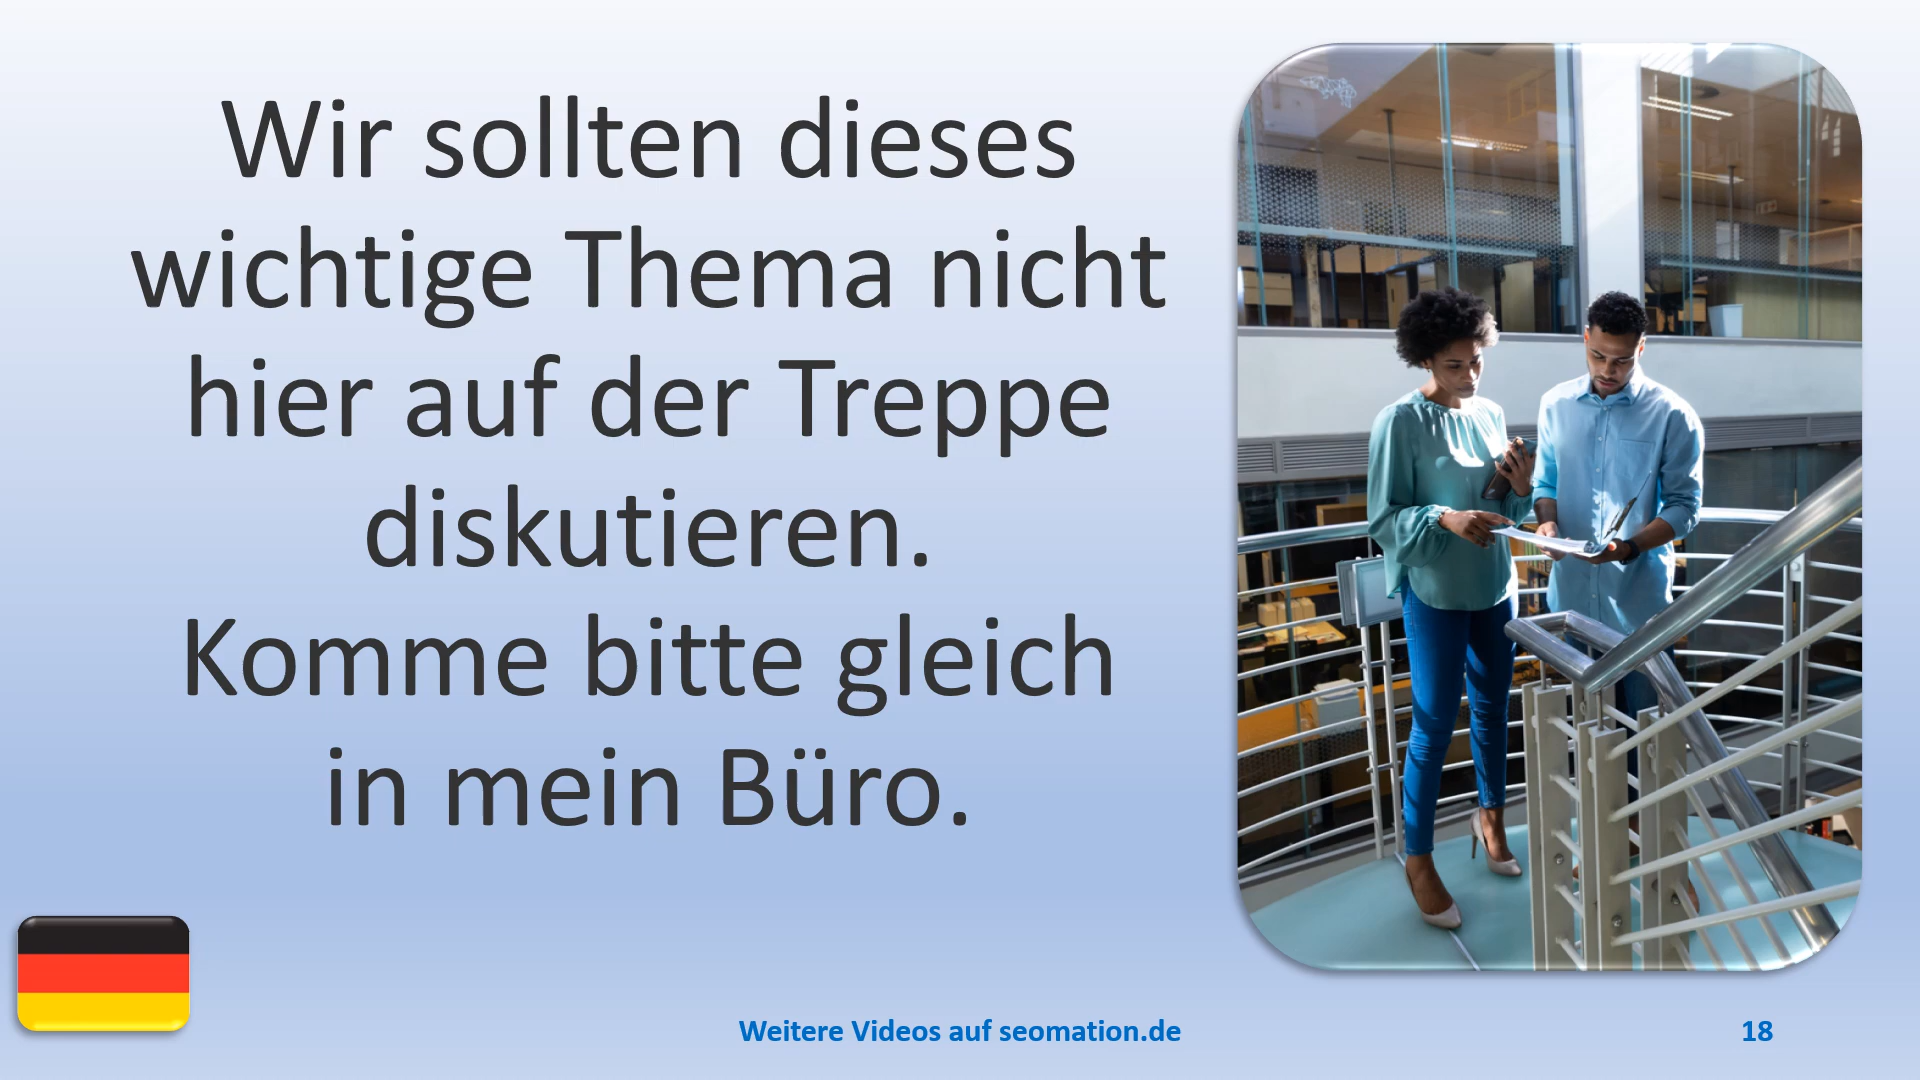 Wir sollten dieses
wichtige Thema nicht
hier auf der Treppe
diskutieren.
Komme bitte gleich
in mein Büro.
Weitere Videos auf seomation.de
18